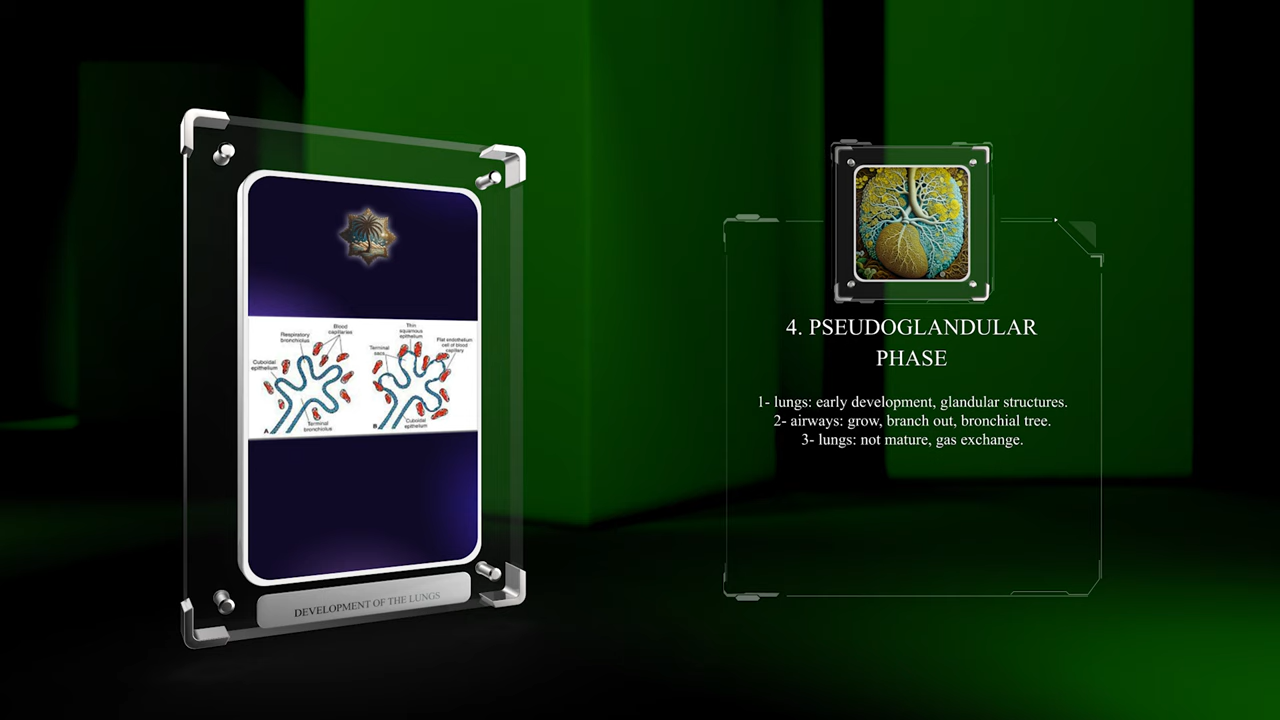 Respiratory
bronchiolus
Blood
capillaries
Cuboidal
epithelium
A
Terminal
bronchiolus
Thin
squamous
epithelium
Terminal
sacs
Flat endothelium
cell of blood
capillary
B
Cuboidal
epithelium
DEVELOPMENT OF THE LUNGS
4. PSEUDOGLANDULAR
PHASE
1- lungs: early development, glandular structures.
2- airways: grow, branch out, bronchial tree.
3- lungs: not mature, gas exchange.